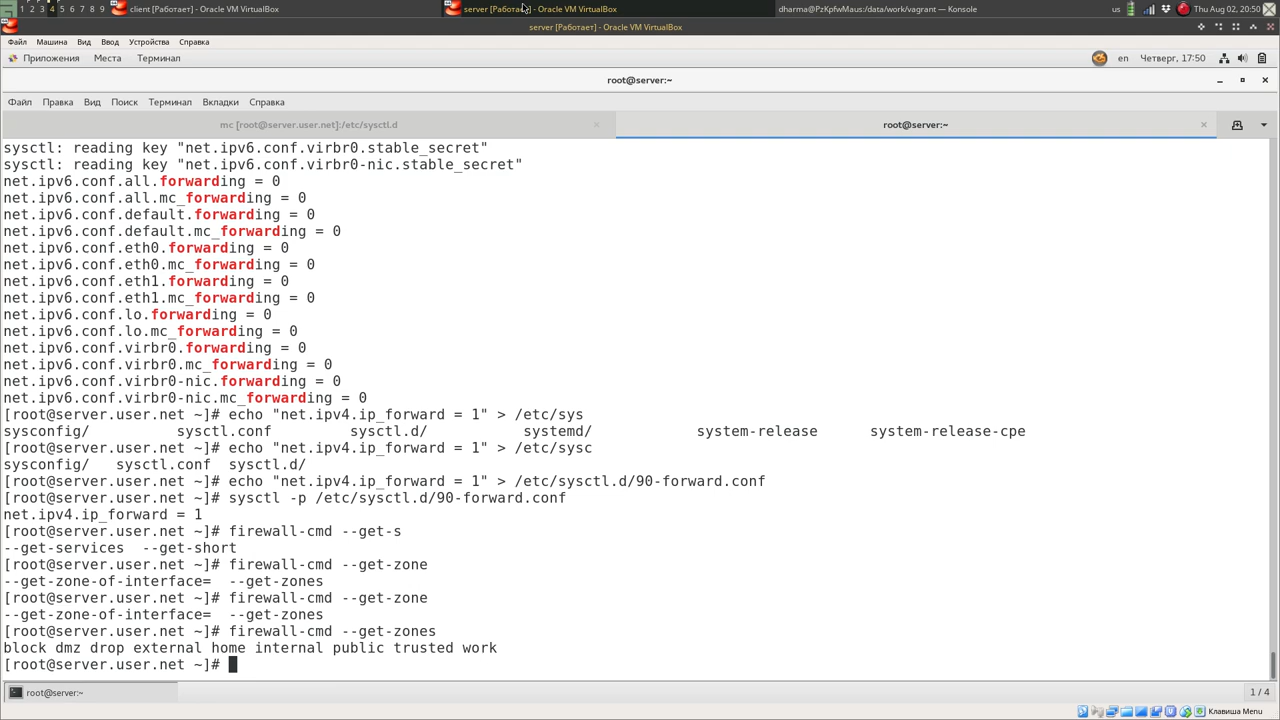 1 2 3 4 5 6 7 8 9 client [Работает] - Oracle VM VirtualBox server [Работает] - Oracle VM VirtualBox dharma@PzKpfwMaus:/data/work/vagrant — Konsole us Thu Aug 02, 20:50
server [Работает] - Oracle VM VirtualBox
Файл Машина Вид Ввод Устройства Справка
Приложения Места Терминал en Четверг, 17:50
root@server:~
Файл Правка Вид Поиск Терминал Вкладки Справка
mc [root@server.user.net]:/etc/sysctl.d × root@server:~ ×
sysctl: reading key "net.ipv6.conf.virbr0.stable_secret"
sysctl: reading key "net.ipv6.conf.virbr0-nic.stable_secret"
net.ipv6.conf.all.forwarding = 0
net.ipv6.conf.all.mc_forwarding = 0
net.ipv6.conf.default.forwarding = 0
net.ipv6.conf.default.mc_forwarding = 0
net.ipv6.conf.eth0.forwarding = 0
net.ipv6.conf.eth0.mc_forwarding = 0
net.ipv6.conf.eth1.forwarding = 0
net.ipv6.conf.eth1.mc_forwarding = 0
net.ipv6.conf.lo.forwarding = 0
net.ipv6.conf.lo.mc_forwarding = 0
net.ipv6.conf.virbr0.forwarding = 0
net.ipv6.conf.virbr0.mc_forwarding = 0
net.ipv6.conf.virbr0-nic.forwarding = 0
net.ipv6.conf.virbr0-nic.mc_forwarding = 0
[root@server.user.net ~]# echo "net.ipv4.ip_forward = 1" > /etc/sys
sysconfig/ sysctl.conf sysctl.d/ systemd/ system-release system-release-cpe
[root@server.user.net ~]# echo "net.ipv4.ip_forward = 1" > /etc/sysc
sysconfig/ sysctl.conf sysctl.d/
[root@server.user.net ~]# echo "net.ipv4.ip_forward = 1" > /etc/sysctl.d/90-forward.conf
[root@server.user.net ~]# sysctl -p /etc/sysctl.d/90-forward.conf
net.ipv4.ip_forward = 1
[root@server.user.net ~]# firewall-cmd --get-s
--get-services --get-short
[root@server.user.net ~]# firewall-cmd --get-zone
--get-zone-of-interface= --get-zones
[root@server.user.net ~]# firewall-cmd --get-zone
--get-zone-of-interface= --get-zones
[root@server.user.net ~]# firewall-cmd --get-zones
block dmz drop external home internal public trusted work
[root@server.user.net ~]#
root@server:~ 1 / 4
Клавиша Menu